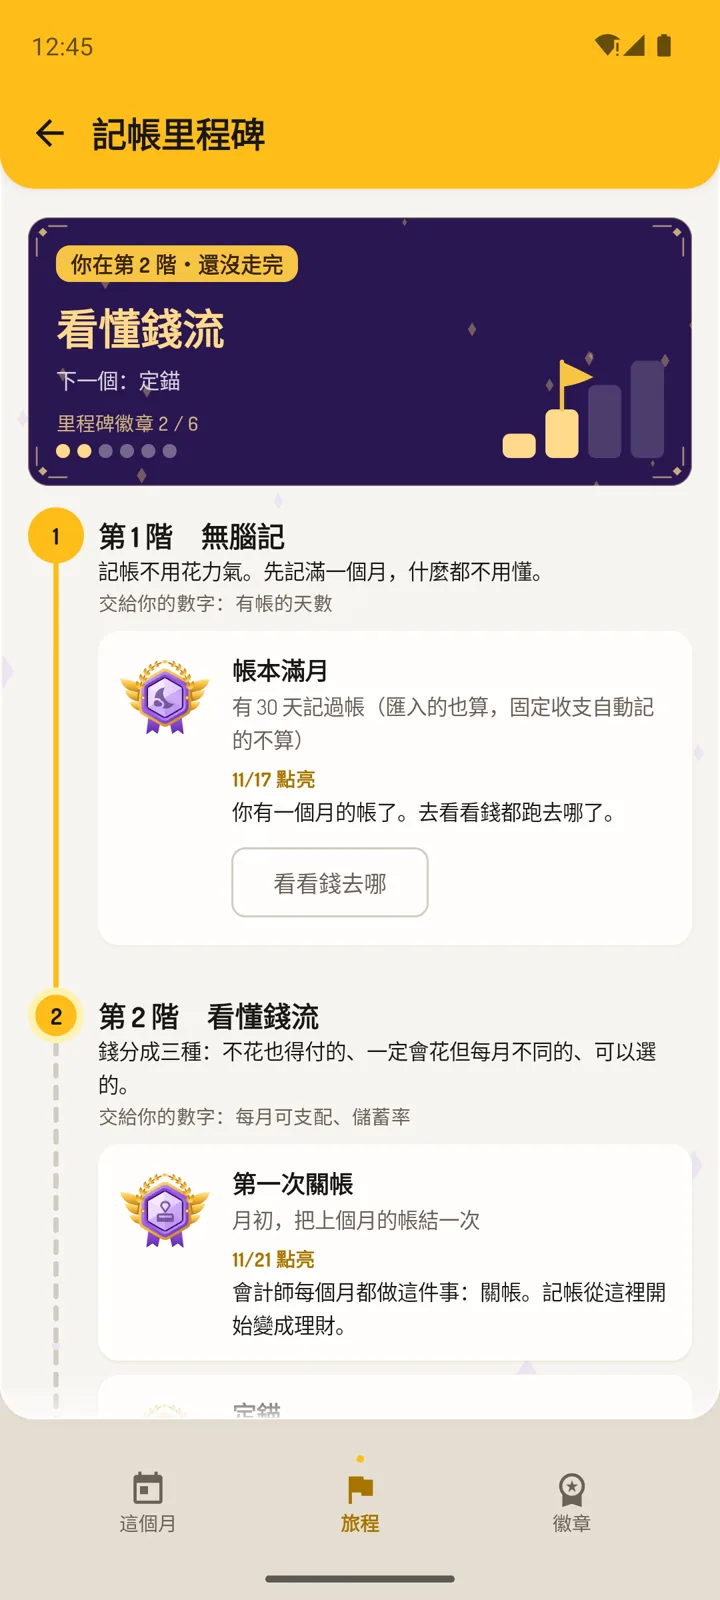 12:45
記帳里程碑
你在第 2 階・還沒走完
看懂錢流
下一個：定錨
里程碑徽章 2 / 6
1
第 1 階　無腦記
記帳不用花力氣。先記滿一個月，什麼都不用懂。
交給你的數字：有帳的天數
帳本滿月
有 30 天記過帳（匯入的也算，固定收支自動記
的不算）
11/17 點亮
你有一個月的帳了。去看看錢都跑去哪了。
看看錢去哪
2
第 2 階　看懂錢流
錢分成三種：不花也得付的、一定會花但每月不同的、可以選
的。
交給你的數字：每月可支配、儲蓄率
第一次關帳
月初，把上個月的帳結一次
11/21 點亮
會計師每個月都做這件事：關帳。記帳從這裡開
始變成理財。
定錨
這個月
旅程
徽章